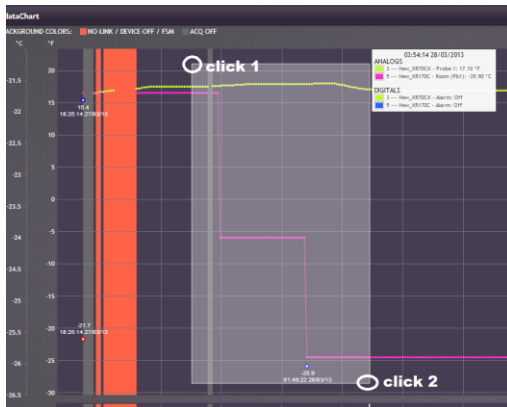 dataChart
BACKGROUND COLORS: NO-LINK / DEVICE-OFF / FSM ACQ OFF
°C °F
click 1
03:54:14 28/03/2013
ANALOGS
3 --- New_XR70CX - Probe 1: 17.10 °F
5 --- New_XR170C - Room (Pb1): -25.90 °C
DIGITALS
3 --- New_XR70CX - Alarm: Off
5 --- New_XR170C - Alarm: Off
20
-21.5
15
15.4
18:25:14 27/03/13
-22
10
-22.5
5
-23
0
-23.5
-5
-24
-10
-24.5
-15
-25
-20
-21.7
18:25:14 27/03/13
-25.5
-25
-25.9
01:49:22 28/03/13
-26
click 2
-30
-26.5